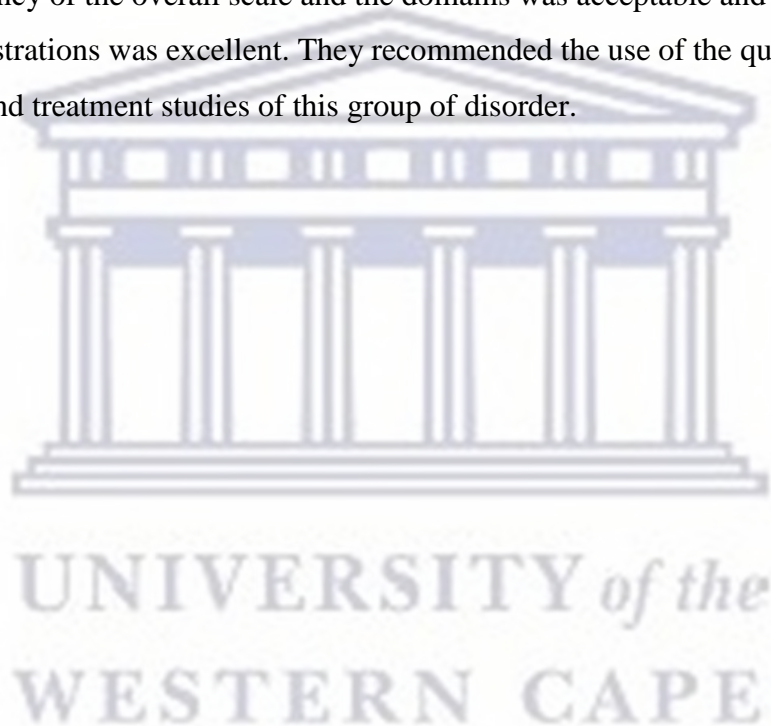 ncy of the overall scale and the domains was acceptable and
strations was excellent. They recommended the use of the qu
nd treatment studies of this group of disorder.
UNIVERSITY of the
WESTERN CAPE